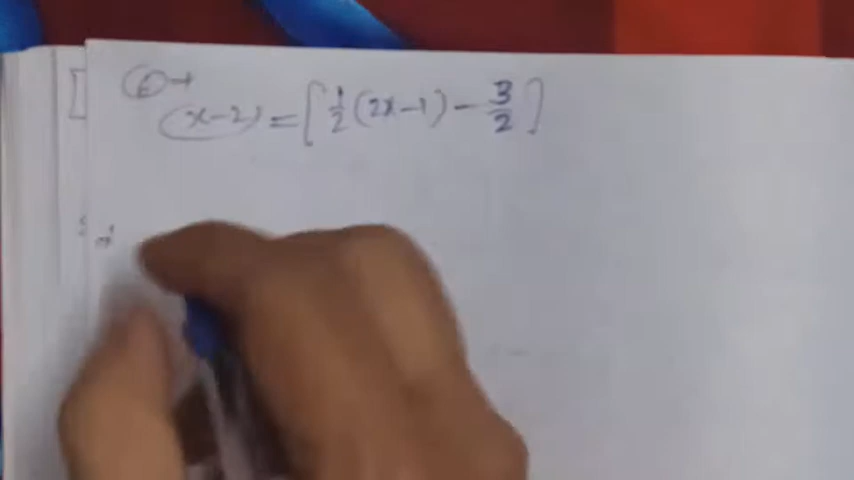 (x-2) = [ 1/2 (2x-1) - 3/2 ]